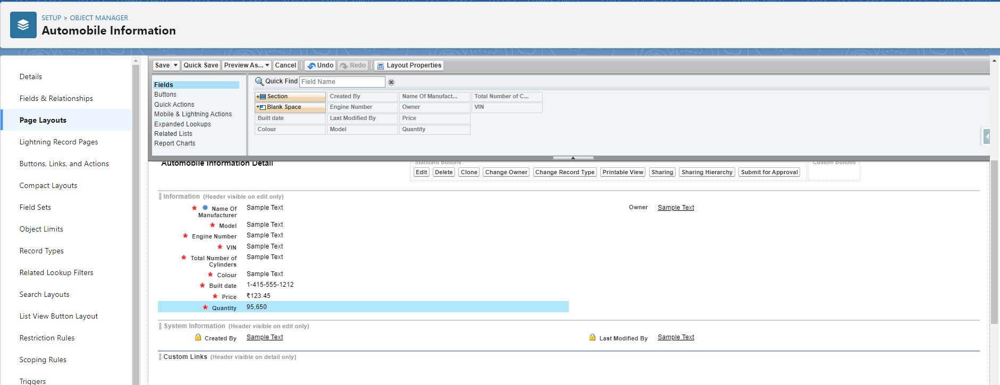 SETUP > OBJECT MANAGER
Automobile Information
Details
Fields & Relationships
Page Layouts
Lightning Record Pages
Buttons, Links, and Actions
Compact Layouts
Field Sets
Object Limits
Record Types
Related Lookup Filters
Search Layouts
List View Button Layout
Restriction Rules
Scoping Rules
Triggers
Save Quick Save Preview As... Cancel Undo Redo Layout Properties
Fields
Buttons
Quick Actions
Mobile & Lightning Actions
Expanded Lookups
Related Lists
Report Charts
Quick Find Field Name
Section Created By Name Of Manufact... Total Number of C...
Blank Space Engine Number Owner VIN
Built date Last Modified By Price
Colour Model Quantity
Automobile Information Detail
Standard Buttons Custom Buttons
Edit Delete Clone Change Owner Change Record Type Printable View Sharing Sharing Hierarchy Submit for Approval
Information (Header visible on edit only)
* Name Of Manufacturer Sample Text Owner Sample Text
* Model Sample Text
* Engine Number Sample Text
* VIN Sample Text
* Total Number of Cylinders Sample Text
* Colour Sample Text
* Built date 1-415-555-1212
* Price ₹123.45
* Quantity 95,650
System Information (Header visible on edit only)
Created By Sample Text Last Modified By Sample Text
Custom Links (Header visible on detail only)